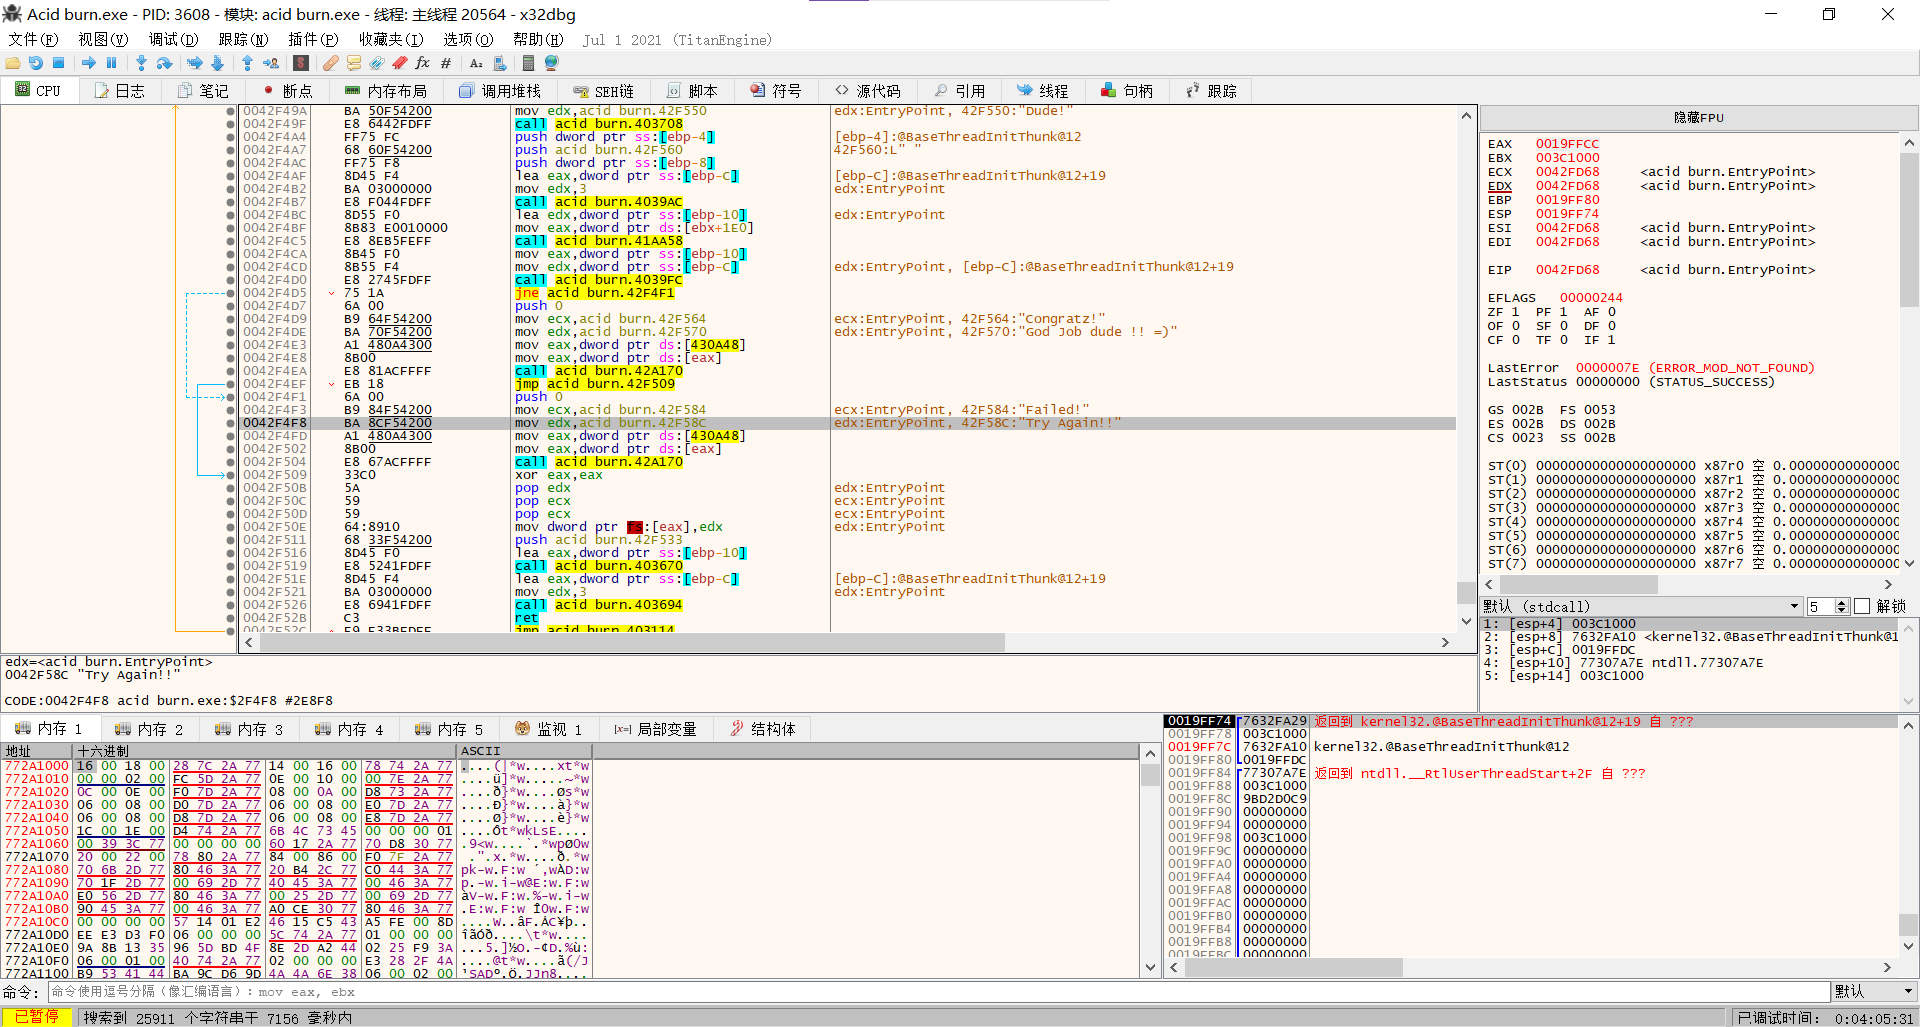 Acid burn.exe - PID: 3608 - 模块: acid burn.exe - 线程: 主线程 20564 - x32dbg
文件(F) 视图(V) 调试(D) 跟踪(N) 插件(P) 收藏夹(I) 选项(O) 帮助(H) Jul 1 2021 (TitanEngine)
CPU 日志 笔记 断点 内存布局 调用堆栈 SEH链 脚本 符号 源代码 引用 线程 句柄 跟踪
0042F49A BA 50F54200 mov edx,acid burn.42F550 edx:EntryPoint, 42F550:"Dude!"
0042F49F E8 6442FDFF call acid burn.403708
0042F4A4 FF75 FC push dword ptr ss:[ebp-4] [ebp-4]:@BaseThreadInitThunk@12
0042F4A7 68 60F54200 push acid burn.42F560 42F560:L" "
0042F4AC FF75 F8 push dword ptr ss:[ebp-8]
0042F4AF 8D45 F4 lea eax,dword ptr ss:[ebp-C] [ebp-C]:@BaseThreadInitThunk@12+19
0042F4B2 BA 03000000 mov edx,3 edx:EntryPoint
0042F4B7 E8 F044FDFF call acid burn.4039AC
0042F4BC 8D55 F0 lea edx,dword ptr ss:[ebp-10] edx:EntryPoint
0042F4BF 8B83 E0010000 mov eax,dword ptr ds:[ebx+1E0]
0042F4C5 E8 8EB5FEFF call acid burn.41AA58
0042F4CA 8B45 F0 mov eax,dword ptr ss:[ebp-10]
0042F4CD 8B55 F4 mov edx,dword ptr ss:[ebp-C] edx:EntryPoint, [ebp-C]:@BaseThreadInitThunk@12+19
0042F4D0 E8 2745FDFF call acid burn.4039FC
0042F4D5 75 1A jne acid burn.42F4F1
0042F4D7 6A 00 push 0
0042F4D9 B9 64F54200 mov ecx,acid burn.42F564 ecx:EntryPoint, 42F564:"Congratz!"
0042F4DE BA 70F54200 mov edx,acid burn.42F570 edx:EntryPoint, 42F570:"God Job dude !! =)"
0042F4E3 A1 480A4300 mov eax,dword ptr ds:[430A48]
0042F4E8 8B00 mov eax,dword ptr ds:[eax]
0042F4EA E8 81ACFFFF call acid burn.42A170
0042F4EF EB 18 jmp acid burn.42F509
0042F4F1 6A 00 push 0
0042F4F3 B9 84F54200 mov ecx,acid burn.42F584 ecx:EntryPoint, 42F584:"Failed!"
0042F4F8 BA 8CF54200 mov edx,acid burn.42F58C edx:EntryPoint, 42F58C:"Try Again!!"
0042F4FD A1 480A4300 mov eax,dword ptr ds:[430A48]
0042F502 8B00 mov eax,dword ptr ds:[eax]
0042F504 E8 67ACFFFF call acid burn.42A170
0042F509 33C0 xor eax,eax
0042F50B 5A pop edx edx:EntryPoint
0042F50C 59 pop ecx ecx:EntryPoint
0042F50D 59 pop ecx ecx:EntryPoint
0042F50E 64:8910 mov dword ptr fs:[eax],edx edx:EntryPoint
0042F511 68 33F54200 push acid burn.42F533
0042F516 8D45 F0 lea eax,dword ptr ss:[ebp-10]
0042F519 E8 5241FDFF call acid burn.403670
0042F51E 8D45 F4 lea eax,dword ptr ss:[ebp-C] [ebp-C]:@BaseThreadInitThunk@12+19
0042F521 BA 03000000 mov edx,3 edx:EntryPoint
0042F526 E8 6941FDFF call acid burn.403694
0042F52B C3 ret
0042F52C E9 E33BFDFF jmp acid burn.403114
隐藏FPU
EAX 0019FFCC
EBX 003C1000
ECX 0042FD68 <acid burn.EntryPoint>
EDX 0042FD68 <acid burn.EntryPoint>
EBP 0019FF80
ESP 0019FF74
ESI 0042FD68 <acid burn.EntryPoint>
EDI 0042FD68 <acid burn.EntryPoint>
EIP 0042FD68 <acid burn.EntryPoint>
EFLAGS 00000244
ZF 1 PF 1 AF 0
OF 0 SF 0 DF 0
CF 0 TF 0 IF 1
LastError 0000007E (ERROR_MOD_NOT_FOUND)
LastStatus 00000000 (STATUS_SUCCESS)
GS 002B FS 0053
ES 002B DS 002B
CS 0023 SS 002B
ST(0) 00000000000000000000 x87r0 空 0.00000000000000
ST(1) 00000000000000000000 x87r1 空 0.00000000000000
ST(2) 00000000000000000000 x87r2 空 0.00000000000000
ST(3) 00000000000000000000 x87r3 空 0.00000000000000
ST(4) 00000000000000000000 x87r4 空 0.00000000000000
ST(5) 00000000000000000000 x87r5 空 0.00000000000000
ST(6) 00000000000000000000 x87r6 空 0.00000000000000
ST(7) 00000000000000000000 x87r7 空 0.00000000000000
默认 (stdcall) 5 解锁
1: [esp+4] 003C1000
2: [esp+8] 7632FA10 <kernel32.@BaseThreadInitThunk@1
3: [esp+C] 0019FFDC
4: [esp+10] 77307A7E ntdll.77307A7E
5: [esp+14] 003C1000
edx=<acid burn.EntryPoint>
0042F58C "Try Again!!"
CODE:0042F4F8 acid burn.exe:$2F4F8 #2E8F8
内存 1 内存 2 内存 3 内存 4 内存 5 监视 1 局部变量 结构体
地址 十六进制 ASCII
772A1000 16 00 18 00 28 7C 2A 77 14 00 16 00 78 74 2A 77 ....(|*w....xt*w
772A1010 00 00 02 00 FC 5D 2A 77 0E 00 10 00 00 7E 2A 77 ....ü]*w.....~*w
772A1020 0C 00 0E 00 F0 7D 2A 77 08 00 0A 00 D8 73 2A 77 ....ð}*w....Øs*w
772A1030 06 00 08 00 D0 7D 2A 77 06 00 08 00 E0 7D 2A 77 ....Ð}*w....à}*w
772A1040 06 00 08 00 D8 7D 2A 77 06 00 08 00 E8 7D 2A 77 ....Ø}*w....è}*w
772A1050 1C 00 1E 00 D4 74 2A 77 6B 4C 73 45 00 00 00 01 ....Ôt*wkLsE....
772A1060 00 39 3C 77 00 00 00 00 60 17 2A 77 70 D8 30 77 .9<w....`.*wpØ0w
772A1070 20 00 22 00 78 80 2A 77 84 00 86 00 F0 7F 2A 77 .".x.*w....ð.*w
772A1080 70 6B 2D 77 80 46 3A 77 20 B4 2C 77 C0 44 3A 77 pk-w.F:w ´,wÀD:w
772A1090 70 1F 2D 77 00 69 2D 77 40 45 3A 77 00 46 3A 77 p.-w.i-w@E:w.F:w
772A10A0 E0 56 2D 77 80 46 3A 77 00 25 2D 77 00 69 2D 77 àV-w.F:w.%-w.i-w
772A10B0 90 45 3A 77 00 46 3A 77 A0 CE 30 77 80 46 3A 77 .E:w.F:w Î0w.F:w
772A10C0 00 00 00 00 57 14 01 E2 46 15 C5 43 A5 FE 00 8D ....W..âF.ÅC¥þ..
772A10D0 EE E3 D3 F0 06 00 00 00 5C 74 2A 77 01 00 00 00 îãóð....\t*w....
772A10E0 9A 8B 13 35 96 5D BD 4F 8E 2D A2 44 02 25 F9 3A ...5.]½O.-¢D.%ù:
772A10F0 06 00 01 00 40 74 2A 77 02 00 00 00 E3 28 2F 4A ....@t*w....ã(/J
772A1100 B9 53 41 44 BA 9C D6 9D 4A 4A 6E 38 06 00 02 00 ¹SADº.Ö.JJn8....
0019FF74 7632FA29 返回到 kernel32.@BaseThreadInitThunk@12+19 自 ???
0019FF78 003C1000
0019FF7C 7632FA10 kernel32.@BaseThreadInitThunk@12
0019FF80 0019FFDC
0019FF84 77307A7E 返回到 ntdll.__RtlUserThreadStart+2F 自 ???
0019FF88 003C1000
0019FF8C 9BD2D0C9
0019FF90 00000000
0019FF94 00000000
0019FF98 003C1000
0019FF9C 00000000
0019FFA0 00000000
0019FFA4 00000000
0019FFA8 00000000
0019FFAC 00000000
0019FFB0 00000000
0019FFB4 00000000
0019FFB8 00000000
0019FFBC 00000000
命令: 命令使用逗号分隔（像汇编语言）: mov eax, ebx 默认
已暂停 搜索到 25911 个字符串于 7156 毫秒内 已调试时间: 0:04:05:31